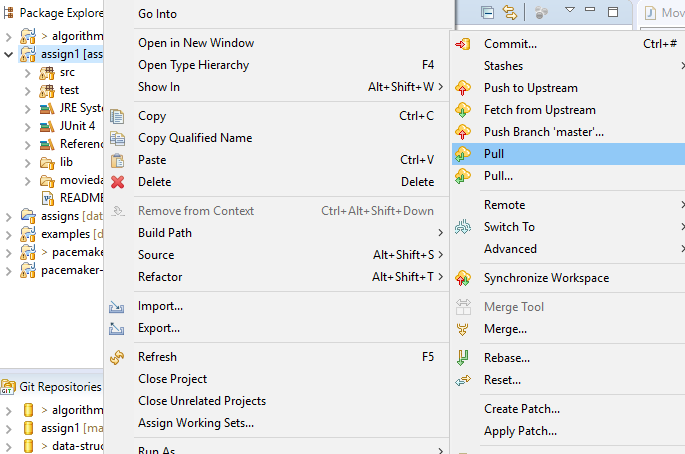 Package Explore
> algorithm
assign1 [ass
src
test
JRE Syste
JUnit 4
Reference
lib
movieda
README
assigns [dat
examples [d
> pacemake
pacemaker-
Git Repositories
> algorithm
assign1 [ma
> data-struc
Go Into
Open in New Window
Open Type Hierarchy F4
Show In Alt+Shift+W
Copy Ctrl+C
Copy Qualified Name
Paste Ctrl+V
Delete Delete
Remove from Context Ctrl+Alt+Shift+Down
Build Path
Source Alt+Shift+S
Refactor Alt+Shift+T
Import...
Export...
Refresh F5
Close Project
Close Unrelated Projects
Assign Working Sets...
Run As
Mov
Commit... Ctrl+#
Stashes
Push to Upstream
Fetch from Upstream
Push Branch 'master'...
Pull
Pull...
Remote
Switch To
Advanced
Synchronize Workspace
Merge Tool
Merge...
Rebase...
Reset...
Create Patch...
Apply Patch...